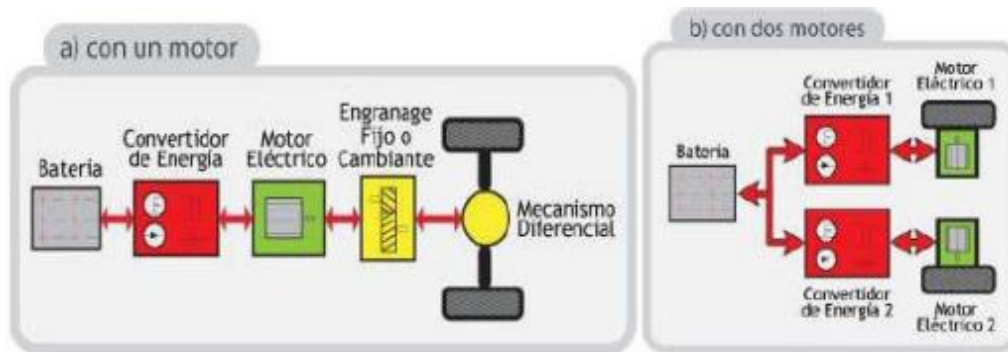 a) con un motor
Bateria
Convertidor
de Energía
Motor
Eléctrico
Engranage
Fijo o
Cambiante
Mecanismo
Diferencial
b) con dos motores
Bateria
Convertidor
de Energía 1
Motor
Eléctrico 1
Convertidor
de Energía 2
Motor
Eléctrico 2